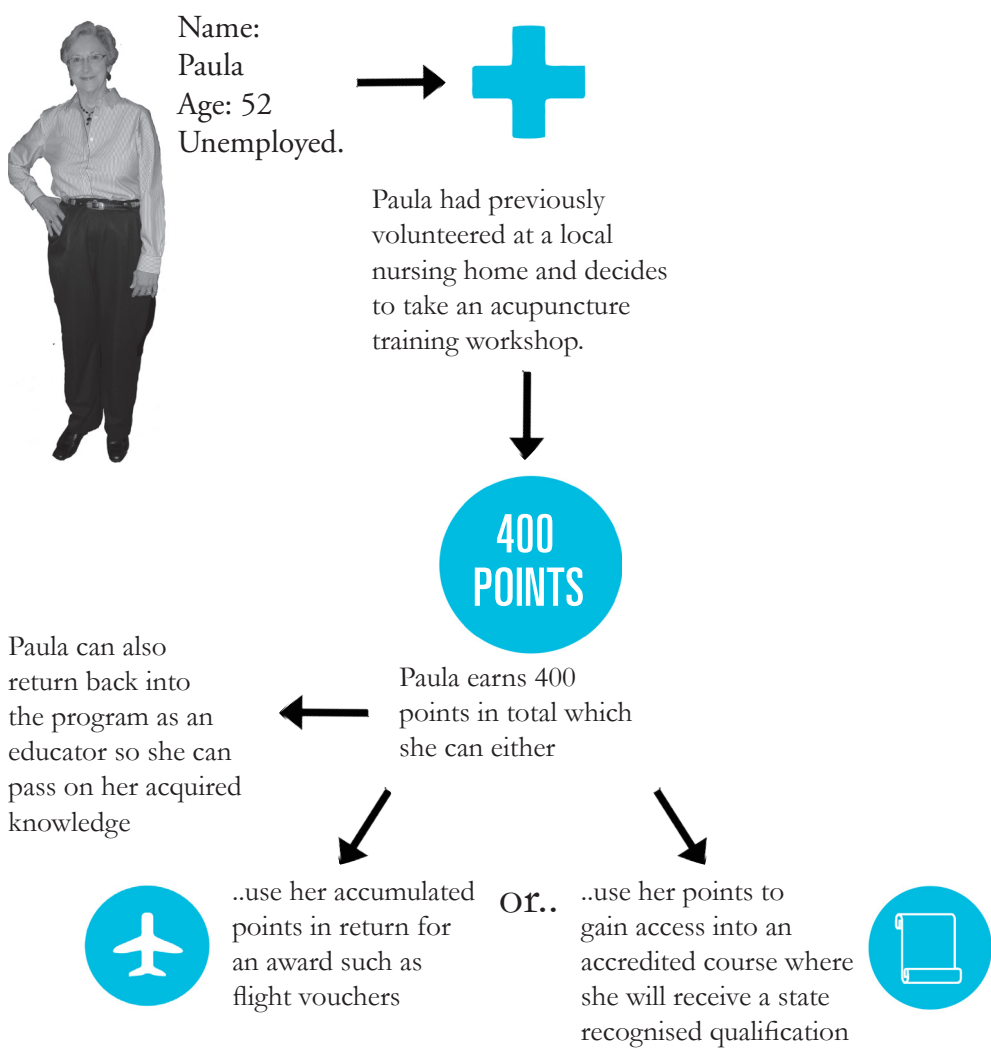 Name:
Paula
Age: 52
Unemployed.
Paula had previously
volunteered at a local
nursing home and decides
to take an acupuncture
training workshop.
400
POINTS
Paula earns 400
points in total which
she can either
Paula can also
return back into
the program as an
educator so she can
pass on her acquired
knowledge
..use her accumulated
points in return for
an award such as
flight vouchers
or..
..use her points to
gain access into an
accredited course where
she will receive a state
recognised qualification